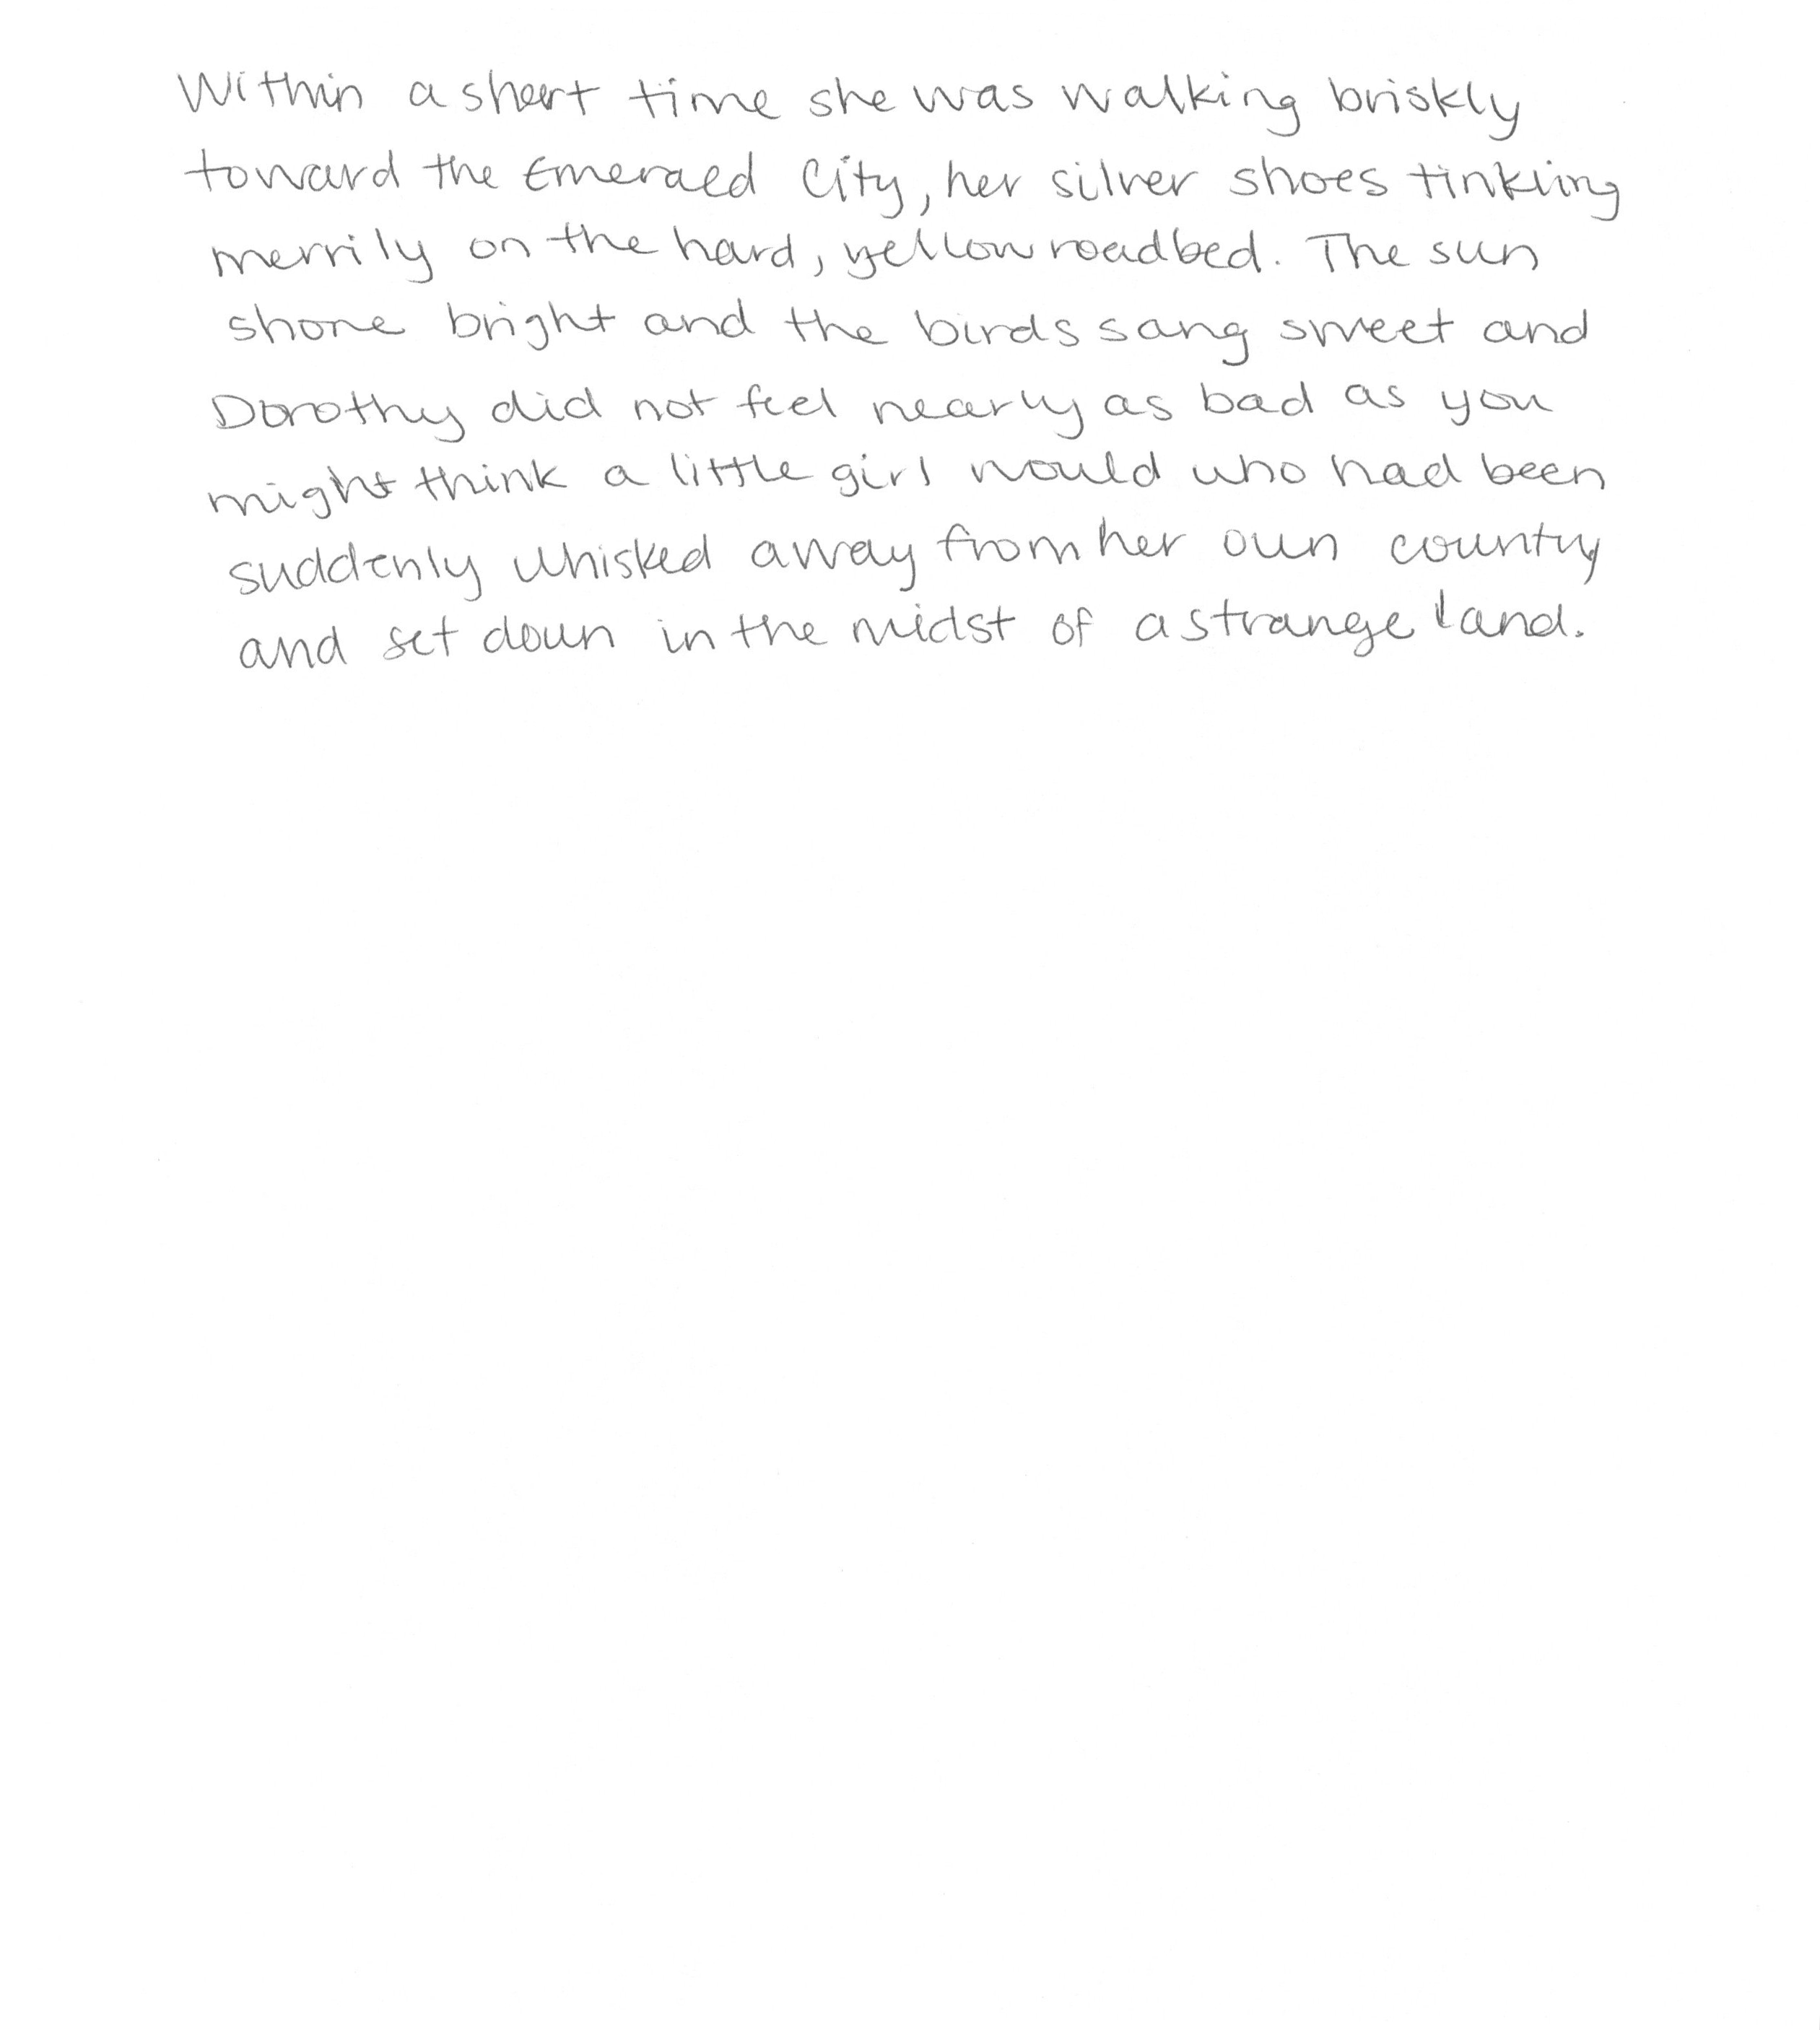 Within a short time she was walking briskly
toward the Emerald City, her silver shoes tinkling
merrily on the hard, yellow roadbed. The sun
shone bright and the birds sang sweet and
Dorothy did not feel nearly as bad as you
might think a little girl would who had been
suddenly whisked away from her own country
and set down in the midst of a strange land.